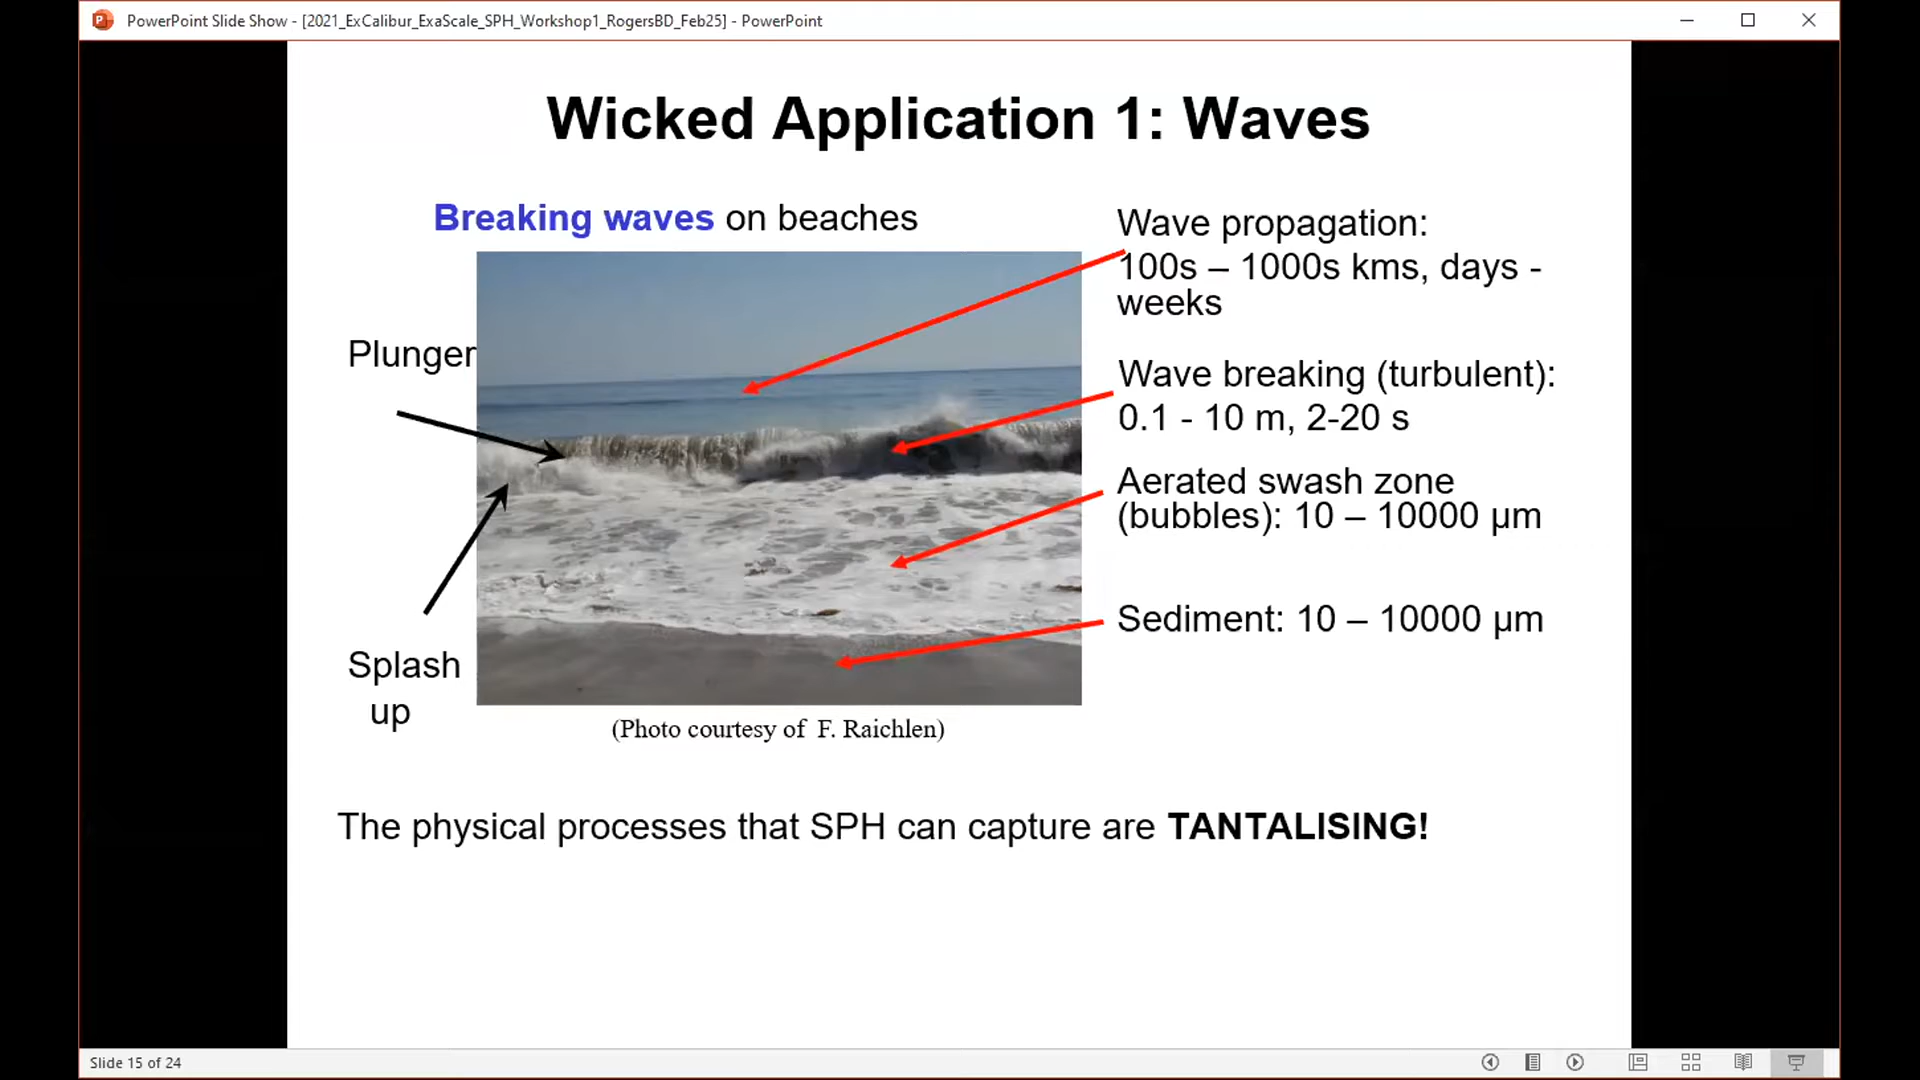 PowerPoint Slide Show - [2021_ExCalibur_ExaScale_SPH_Workshop1_RogersBD_Feb25] - PowerPoint
Wicked Application 1: Waves
Breaking waves on beaches
Plunger
Splash
up
Wave propagation:
100s – 1000s kms, days -
weeks
Wave breaking (turbulent):
0.1 - 10 m, 2-20 s
Aerated swash zone
(bubbles): 10 – 10000 μm
Sediment: 10 – 10000 μm
(Photo courtesy of F. Raichlen)
The physical processes that SPH can capture are TANTALISING!
Slide 15 of 24